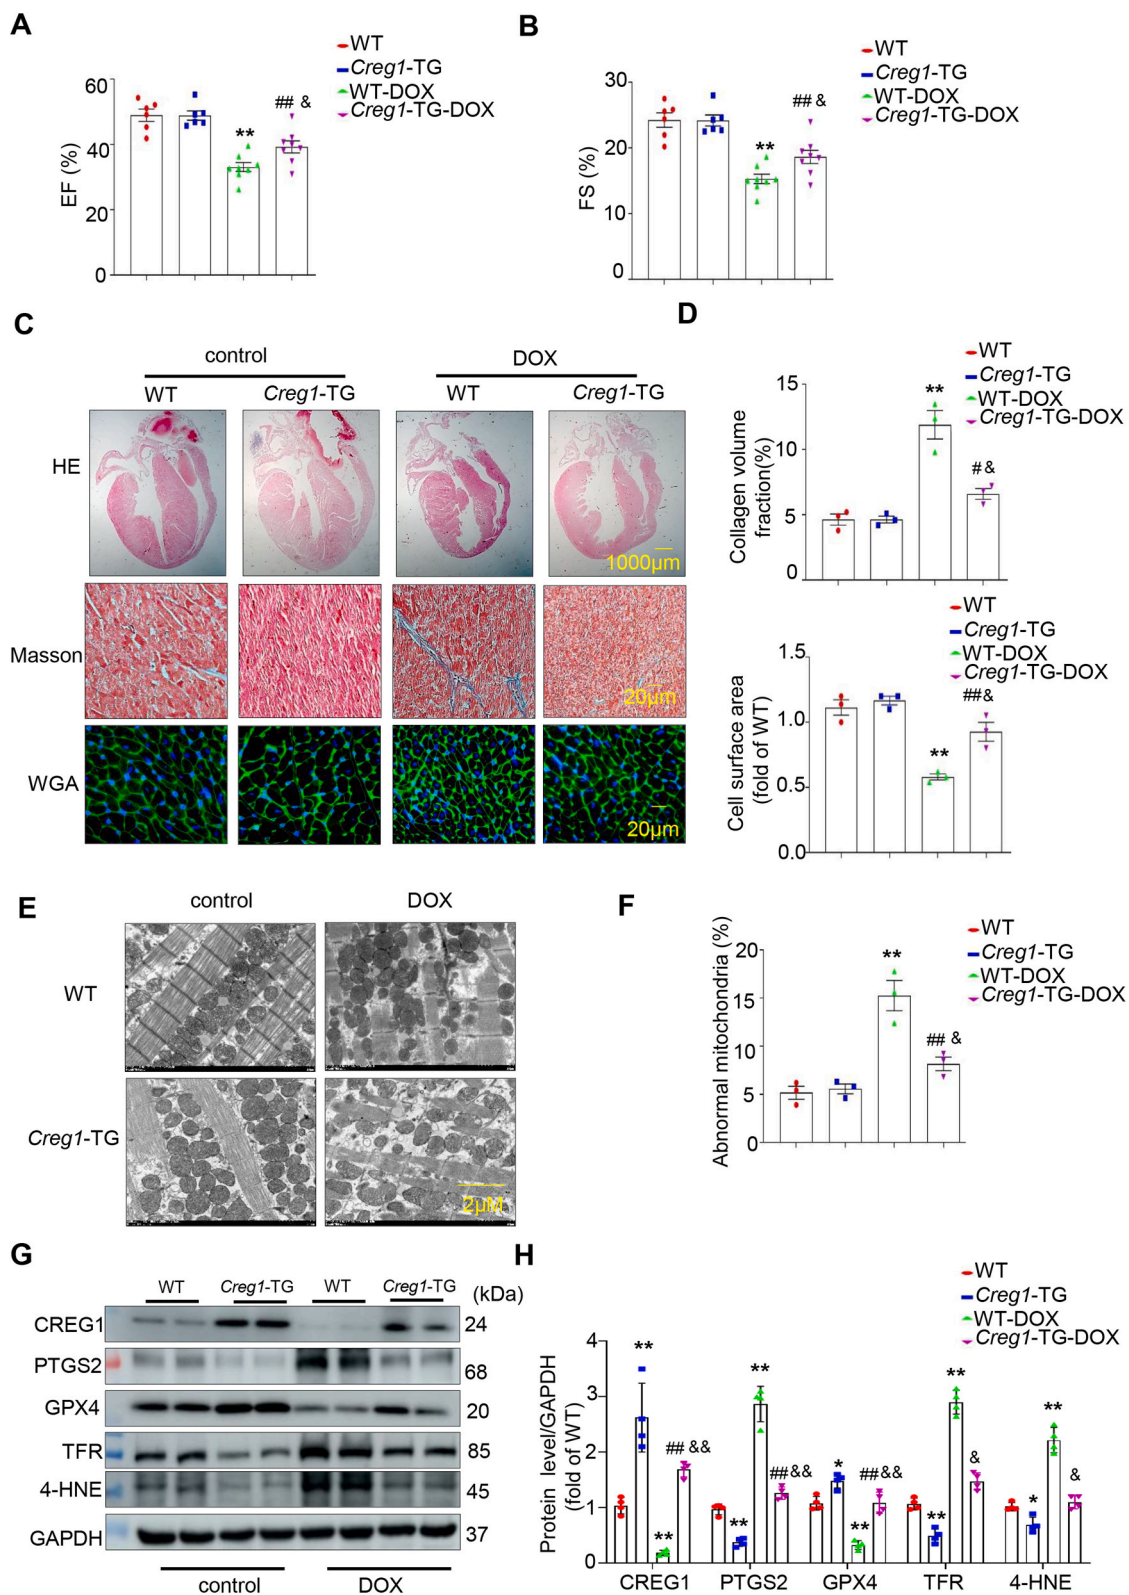 A
WT
Creg1-TG
WT-DOX
Creg1-TG-DOX
EF (%)
60
40
20
0
**
## &
B
WT
Creg1-TG
WT-DOX
Creg1-TG-DOX
FS (%)
30
20
10
0
**
## &
C
control
DOX
WT
Creg1-TG
WT
Creg1-TG
HE
1000μm
Masson
20μm
WGA
20μm
D
WT
Creg1-TG
WT-DOX
Creg1-TG-DOX
Collagen volume
fraction(%)
15
10
5
0
**
#&
WT
Creg1-TG
WT-DOX
Creg1-TG-DOX
Cell surface area
(fold of WT)
1.5
1.0
0.5
0.0
**
##&
E
control
DOX
WT
Creg1-TG
2μM
F
WT
Creg1-TG
WT-DOX
Creg1-TG-DOX
Abnormal mitochondria (%)
20
15
10
5
0
**
## &
G
WT
Creg1-TG
WT
Creg1-TG
(kDa)
CREG1
24
PTGS2
68
GPX4
20
TFR
85
4-HNE
45
GAPDH
37
control
DOX
H
WT
Creg1-TG
WT-DOX
Creg1-TG-DOX
Protein level/GAPDH
(fold of WT)
4
3
2
1
0
**
**
## &&
**
**
## &&
*
**
## &&
**
**
&
*
**
&
CREG1
PTGS2
GPX4
TFR
4-HNE